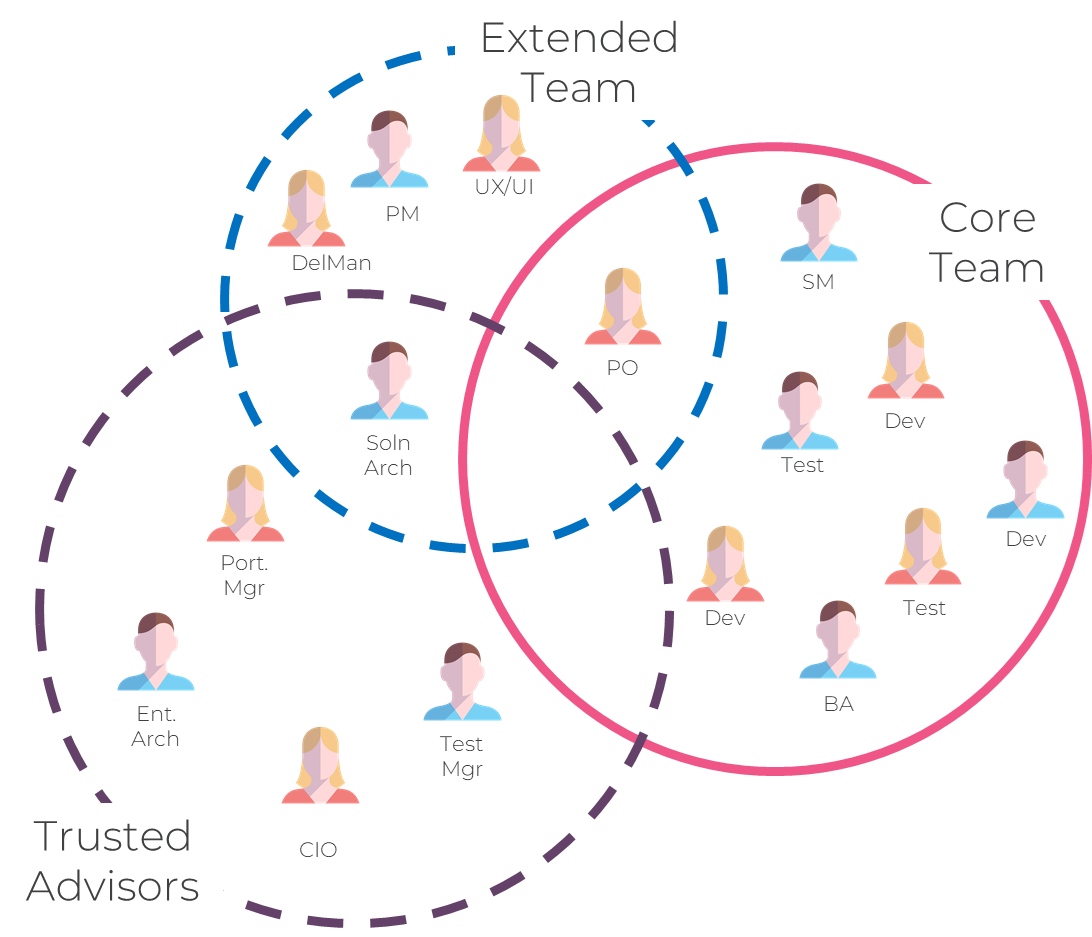 Extended
Team
UX/UI
PM
DelMan
Core
Team
SM
PO
Dev
Test
Soln
Arch
Dev
Port.
Mgr
Test
Dev
BA
Ent.
Arch
Test
Mgr
CIO
Trusted
Advisors